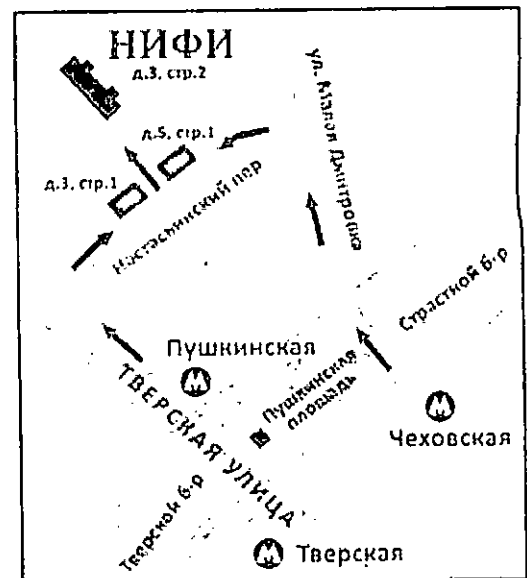 НИФИ
д.3, стр.2
ул. Малая Дмитровка
д.5, стр.1
д.3, стр.1
Настасьинский пер
Страстной б-р
Пушкинская
Пушкинская
площадь
Чеховская
ТВЕРСКАЯ УЛИЦА
Тверской б-р
Тверская